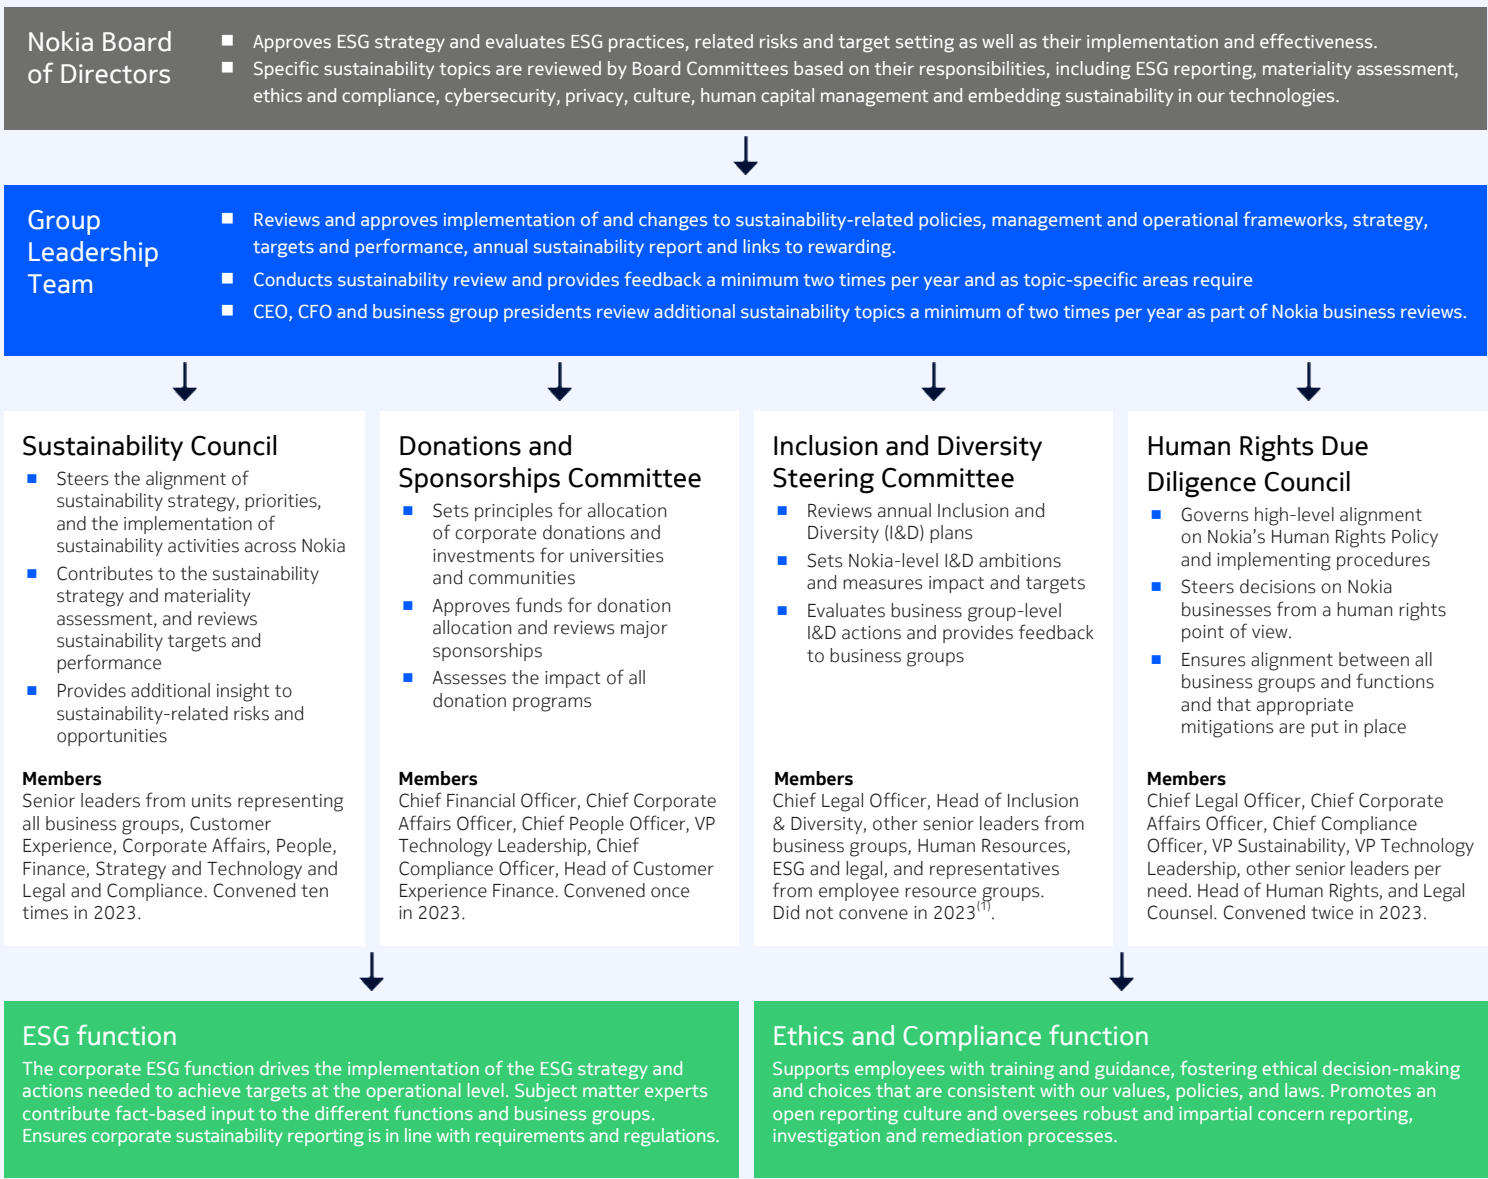 Nokia Board
of Directors
■ Approves ESG strategy and evaluates ESG practices, related risks and target setting as well as their implementation and effectiveness.
■ Specific sustainability topics are reviewed by Board Committees based on their responsibilities, including ESG reporting, materiality assessment,
ethics and compliance, cybersecurity, privacy, culture, human capital management and embedding sustainability in our technologies.
Group
Leadership
Team
■ Reviews and approves implementation of and changes to sustainability-related policies, management and operational frameworks, strategy,
targets and performance, annual sustainability report and links to rewarding.
■ Conducts sustainability review and provides feedback a minimum two times per year and as topic-specific areas require
■ CEO, CFO and business group presidents review additional sustainability topics a minimum of two times per year as part of Nokia business reviews.
Sustainability Council
■ Steers the alignment of
sustainability strategy, priorities,
and the implementation of
sustainability activities across Nokia
■ Contributes to the sustainability
strategy and materiality
assessment, and reviews
sustainability targets and
performance
■ Provides additional insight to
sustainability-related risks and
opportunities
Members
Senior leaders from units representing
all business groups, Customer
Experience, Corporate Affairs, People,
Finance, Strategy and Technology and
Legal and Compliance. Convened ten
times in 2023.
Donations and
Sponsorships Committee
■ Sets principles for allocation
of corporate donations and
investments for universities
and communities
■ Approves funds for donation
allocation and reviews major
sponsorships
■ Assesses the impact of all
donation programs
Members
Chief Financial Officer, Chief Corporate
Affairs Officer, Chief People Officer, VP
Technology Leadership, Chief
Compliance Officer, Head of Customer
Experience Finance. Convened once
in 2023.
Inclusion and Diversity
Steering Committee
■ Reviews annual Inclusion and
Diversity (I&D) plans
■ Sets Nokia-level I&D ambitions
and measures impact and targets
■ Evaluates business group-level
I&D actions and provides feedback
to business groups
Members
Chief Legal Officer, Head of Inclusion
& Diversity, other senior leaders from
business groups, Human Resources,
ESG and legal, and representatives
from employee resource groups.
Did not convene in 2023(1).
Human Rights Due
Diligence Council
■ Governs high-level alignment
on Nokia's Human Rights Policy
and implementing procedures
■ Steers decisions on Nokia
businesses from a human rights
point of view.
■ Ensures alignment between all
business groups and functions
and that appropriate
mitigations are put in place
Members
Chief Legal Officer, Chief Corporate
Affairs Officer, Chief Compliance
Officer, VP Sustainability, VP Technology
Leadership, other senior leaders per
need. Head of Human Rights, and Legal
Counsel. Convened twice in 2023.
ESG function
The corporate ESG function drives the implementation of the ESG strategy and
actions needed to achieve targets at the operational level. Subject matter experts
contribute fact-based input to the different functions and business groups.
Ensures corporate sustainability reporting is in line with requirements and regulations.
Ethics and Compliance function
Supports employees with training and guidance, fostering ethical decision-making
and choices that are consistent with our values, policies, and laws. Promotes an
open reporting culture and oversees robust and impartial concern reporting,
investigation and remediation processes.